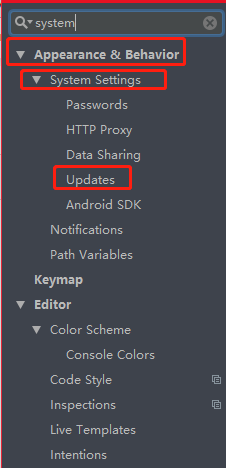 system
Appearance & Behavior
System Settings
Passwords
HTTP Proxy
Data Sharing
Updates
Android SDK
Notifications
Path Variables
Keymap
Editor
Color Scheme
Console Colors
Code Style
Inspections
Live Templates
Intentions